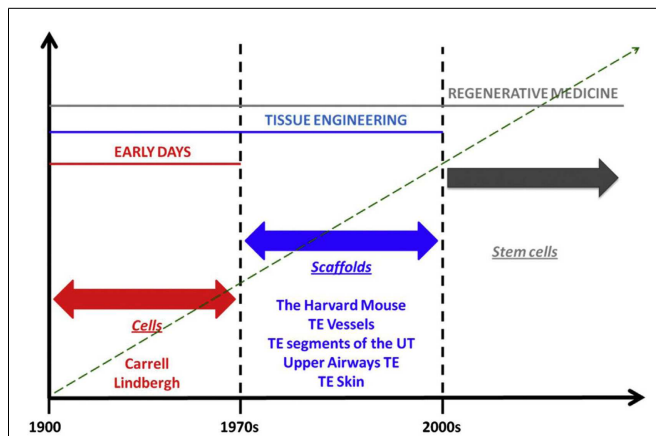 REGENERATIVE MEDICINE
TISSUE ENGINEERING
EARLY DAYS
Stem cells
Scaffolds
The Harvard Mouse
TE Vessels
TE segments of the UT
Upper Airways TE
TE Skin
Cells
Carrell
Lindbergh
1900
1970s
2000s